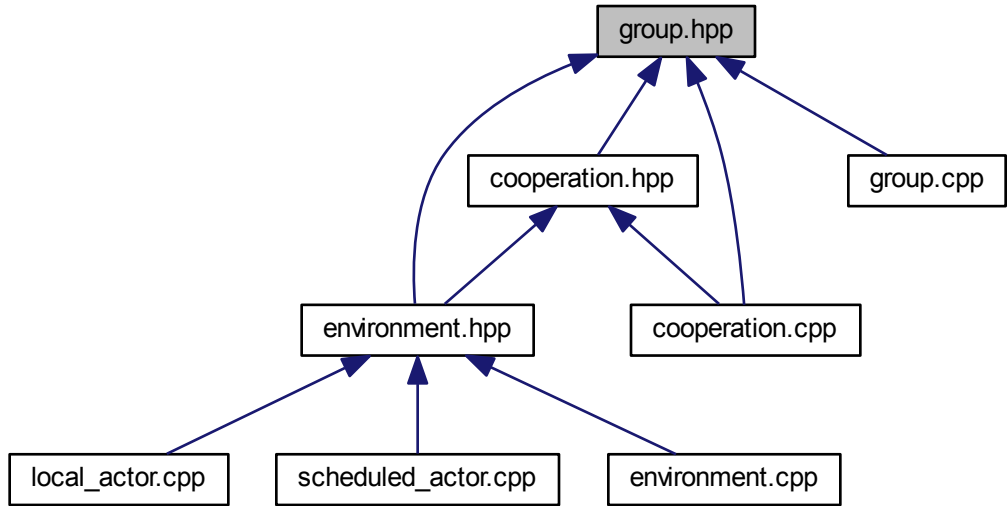 group.hpp
cooperation.hpp
group.cpp
environment.hpp
cooperation.cpp
local_actor.cpp
scheduled_actor.cpp
environment.cpp